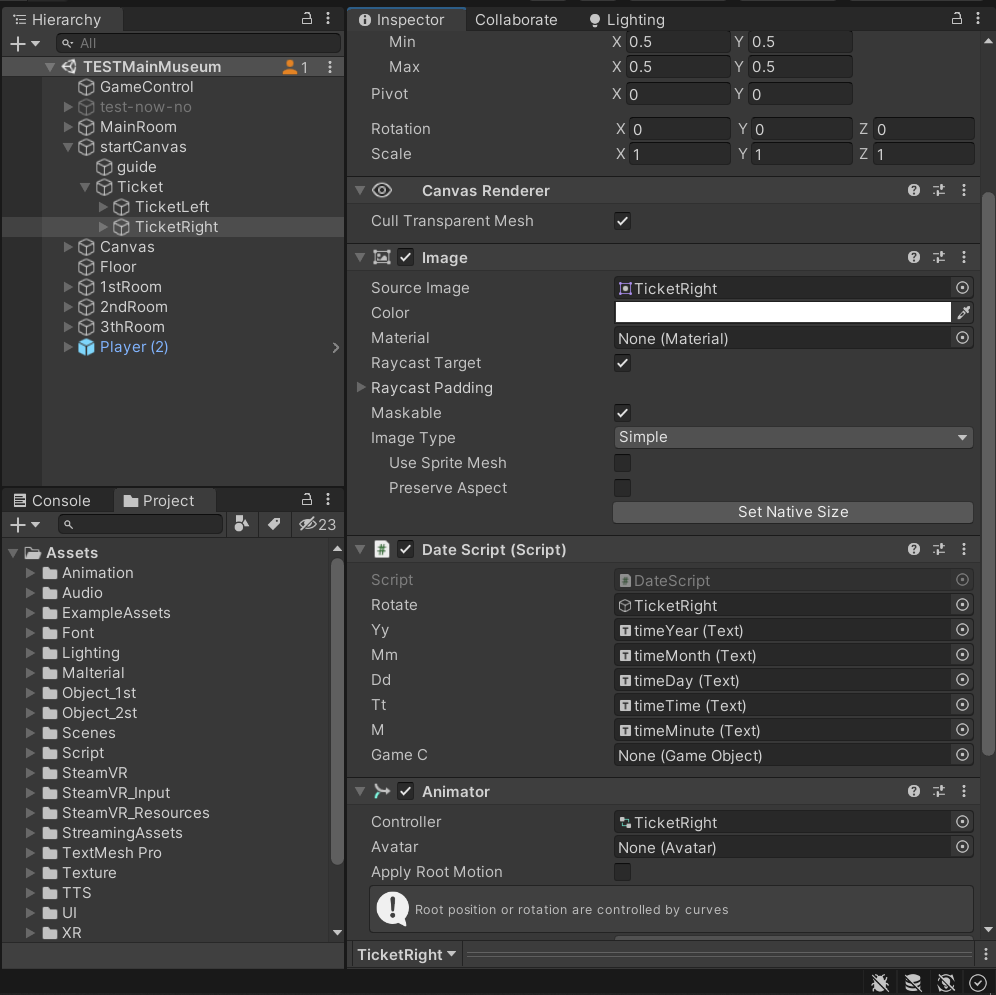 Hierarchy
All
TESTMainMuseum 1
GameControl
test-now-no
MainRoom
startCanvas
guide
Ticket
TicketLeft
TicketRight
Canvas
Floor
1stRoom
2ndRoom
3thRoom
Player (2)
Console Project
23
Assets
Animation
Audio
ExampleAssets
Font
Lighting
Malterial
Object_1st
Object_2st
Scenes
Script
SteamVR
SteamVR_Input
SteamVR_Resources
StreamingAssets
TextMesh Pro
Texture
TTS
UI
XR
Inspector Collaborate Lighting
Min X 0.5 Y 0.5
Max X 0.5 Y 0.5
Pivot X 0 Y 0
Rotation X 0 Y 0 Z 0
Scale X 1 Y 1 Z 1
Canvas Renderer
Cull Transparent Mesh
Image
Source Image TicketRight
Color
Material None (Material)
Raycast Target
Raycast Padding
Maskable
Image Type Simple
Use Sprite Mesh
Preserve Aspect
Set Native Size
Date Script (Script)
Script DateScript
Rotate TicketRight
Yy timeYear (Text)
Mm timeMonth (Text)
Dd timeDay (Text)
Tt timeTime (Text)
M timeMinute (Text)
Game C None (Game Object)
Animator
Controller TicketRight
Avatar None (Avatar)
Apply Root Motion
Root position or rotation are controlled by curves
TicketRight